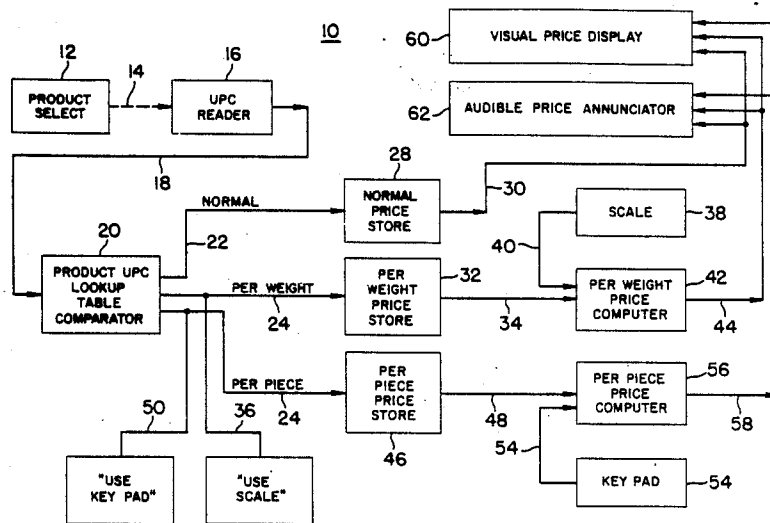 10
60
VISUAL PRICE DISPLAY
12
14
16
PRODUCT
SELECT
UPC
READER
62
AUDIBLE PRICE ANNUNCIATOR
18
28
NORMAL
NORMAL
PRICE
STORE
30
SCALE
38
20
22
40
PRODUCT UPC
LOOKUP
TABLE
COMPARATOR
PER WEIGHT
24
PER
WEIGHT
PRICE
STORE
32
34
PER WEIGHT
PRICE
COMPUTER
42
44
PER PIECE
24
PER
PIECE
PRICE
STORE
46
48
PER PIECE
PRICE
COMPUTER
56
58
50
36
54
"USE
KEY PAD"
"USE
SCALE"
KEY PAD
54